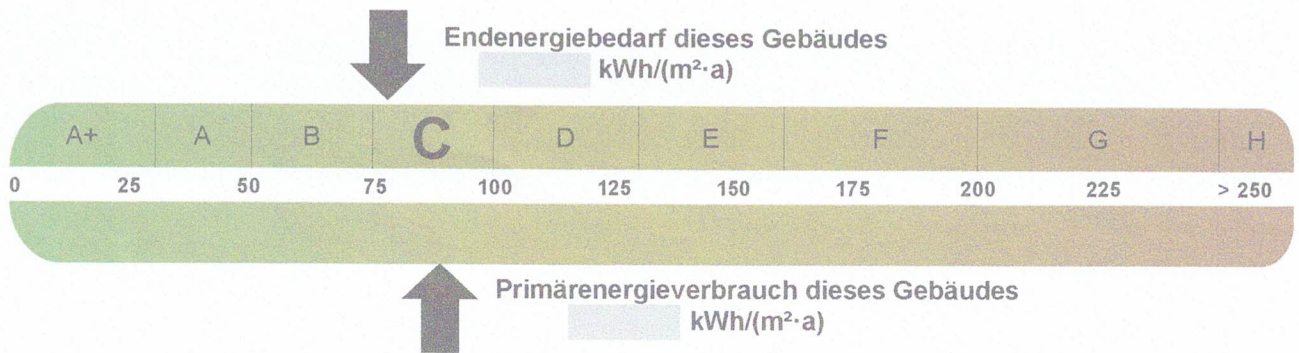 Endenergiebedarf dieses Gebäudes
kWh/(m²·a)
A+ A B C D E F G H
0 25 50 75 100 125 150 175 200 225 > 250
Primärenergieverbrauch dieses Gebäudes
kWh/(m²·a)